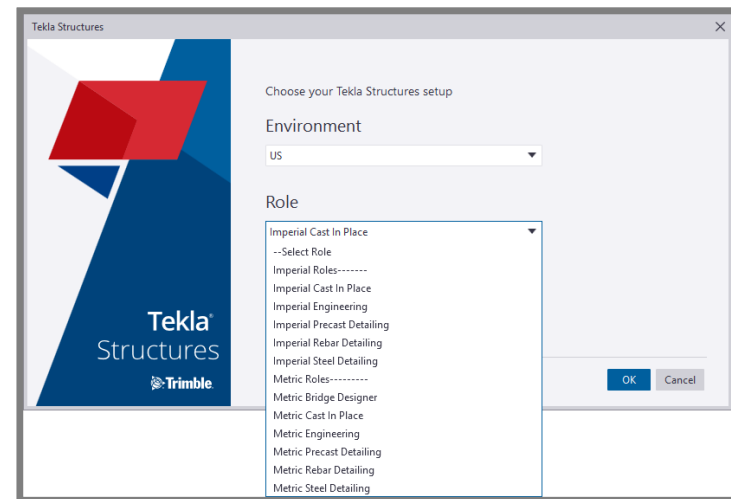 Tekla Structures
Choose your Tekla Structures setup
Environment
US
Role
Imperial Cast In Place
--Select Role
Imperial Roles-------
Imperial Cast In Place
Imperial Engineering
Imperial Precast Detailing
Imperial Rebar Detailing
Imperial Steel Detailing
Metric Roles---------
Metric Bridge Designer
Metric Cast In Place
Metric Engineering
Metric Precast Detailing
Metric Rebar Detailing
Metric Steel Detailing
Tekla®
Structures
Trimble.
OK Cancel